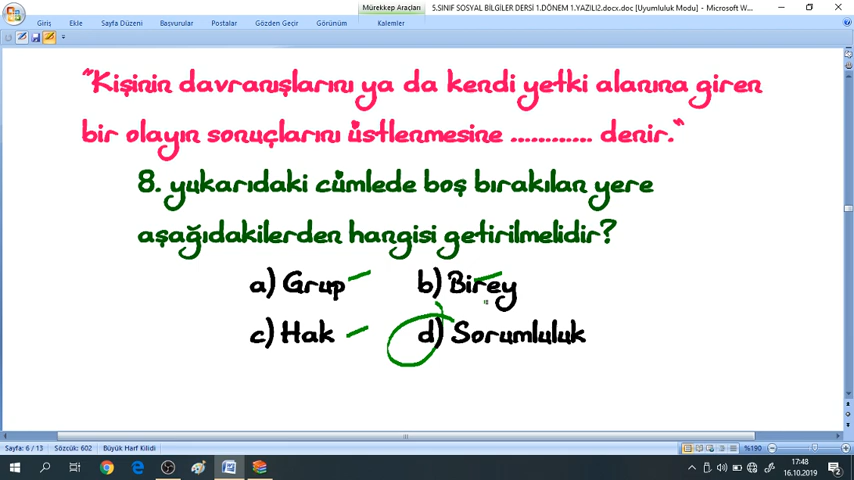 Mürekkep Araçları
5.SINIF SOSYAL BİLGİLER DERSİ 1.DÖNEM 1.YAZILI2.docx.doc [Uyumluluk Modu] - Microsoft W...
Giriş Ekle Sayfa Düzeni Başvurular Postalar Gözden Geçir Görünüm Kalemler
"Kişinin davranışlarını ya da kendi yetki alanına giren
bir olayın sonuçlarını üstlenmesine ............ denir."
8. yukarıdaki cümlede boş bırakılan yere
aşağıdakilerden hangisi getirilmelidir?
a) Grup b) Birey
c) Hak d) Sorumluluk
Sayfa: 6 / 13 Sözcük: 602 Büyük Harf Kilidi %190
17:48
16.10.2019 2